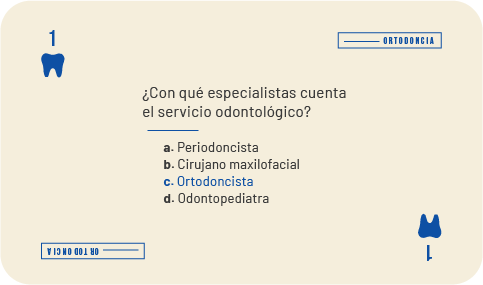 1
ORTODONCIA
¿Con qué especialistas cuenta
el servicio odontológico?
a. Periodoncista
b. Cirujano maxilofacial
c. Ortodoncista
d. Odontopediatra
ORTODONCIA
1